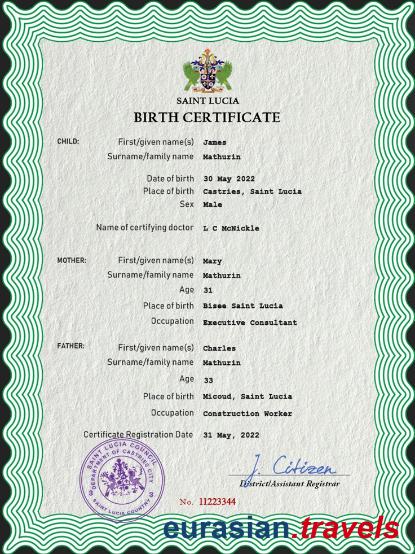 SAINT LUCIA
BIRTH CERTIFICATE
CHILD: First/given name(s) James
Surname/family name Mathurin
Date of birth 30 May 2022
Place of birth Castries, Saint Lucia
Sex Male
Name of certifying doctor L C McNickle
MOTHER: First/given name(s) Mary
Surname/family name Mathurin
Age 31
Place of birth Bisee Saint Lucia
Occupation Executive Consultant
FATHER: First/given name(s) Charles
Surname/family name Mathurin
Age 33
Place of birth Micoud, Saint Lucia
Occupation Construction Worker
Certificate Registration Date 31 May, 2022
SAINT LUCIA COUNCIL
DEPARTMENT OF CASTRIES CITY
SAINT LUCIA COUNTRY
J. Citizen
District/Assistant Registrar
No. 11223344
eurasian.travels